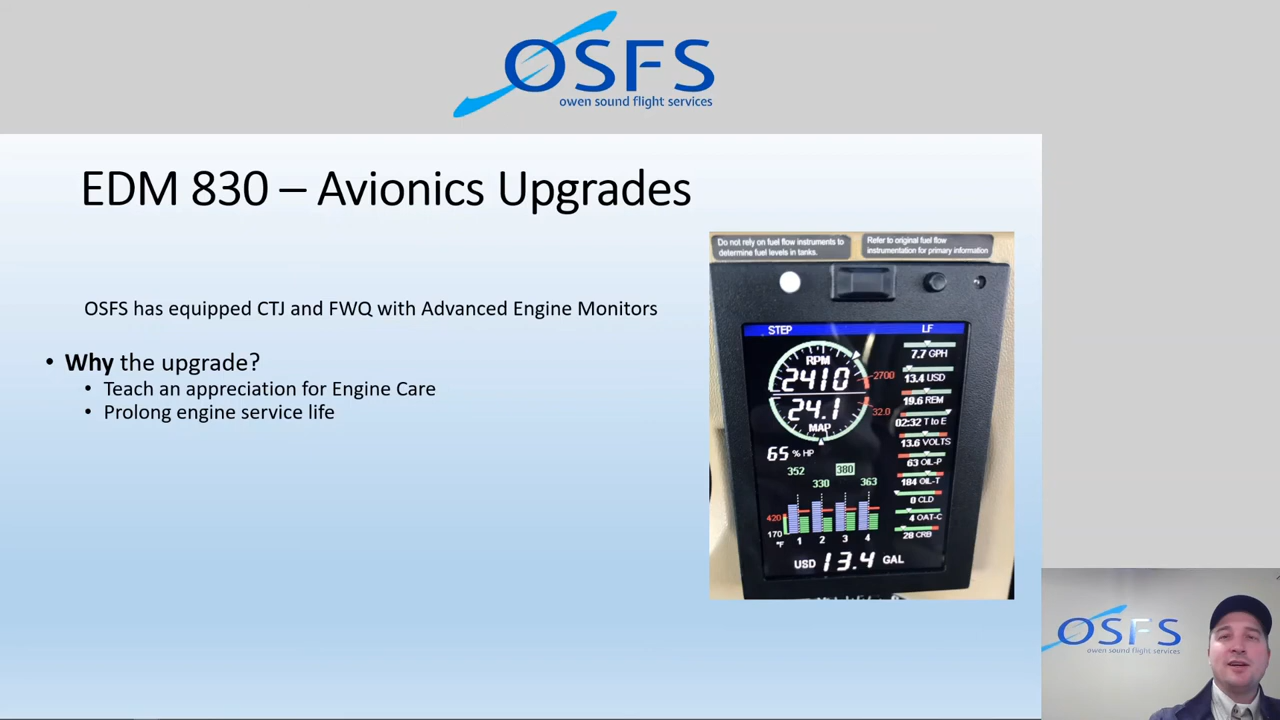 OSFS
owen sound flight services
EDM 830 – Avionics Upgrades
OSFS has equipped CTJ and FWQ with Advanced Engine Monitors
• Why the upgrade?
• Teach an appreciation for Engine Care
• Prolong engine service life
Do not rely on fuel flow instruments to
determine fuel levels in tanks.
Refer to original fuel flow
instrumentation for primary information
STEP
LF
RPM
2410
2700
24.1
32.0
MAP
65 % HP
352
330
380
363
420
170
°F
1 2 3 4
7.7 GPH
13.4 USD
19.6 REM
02:32 T to E
13.6 VOLTS
63 OIL-P
184 OIL-T
0 CLD
4 OAT-C
28 CRB
USD 13.4 GAL
OSFS
owen sound flight services